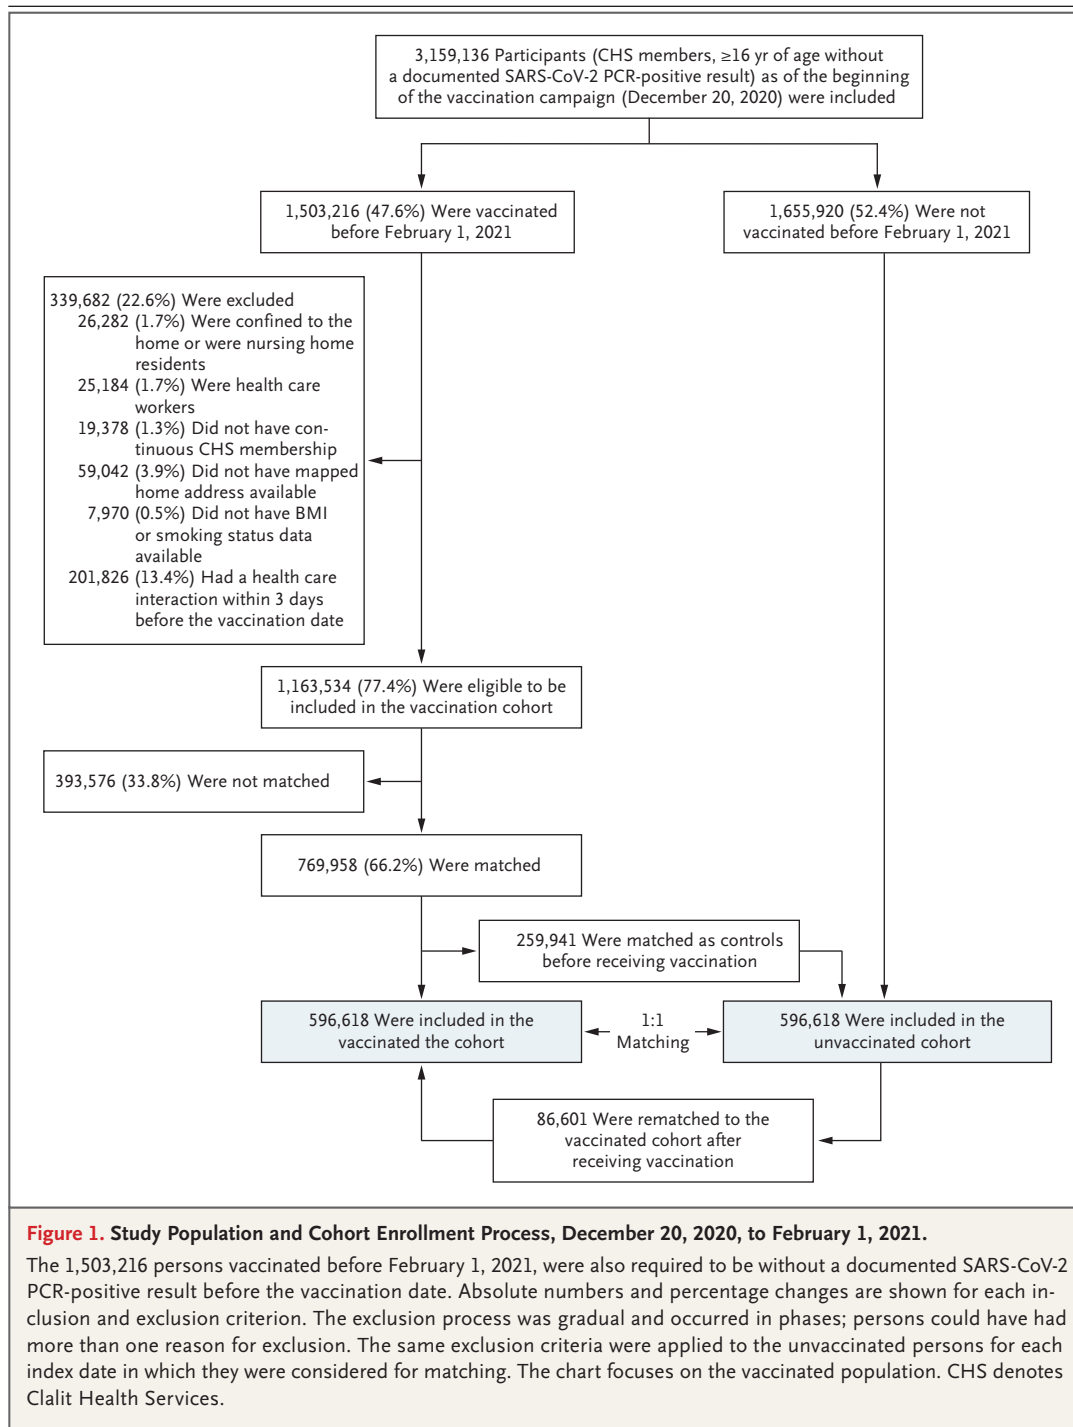 3,159,136 Participants (CHS members, ≥16 yr of age without
a documented SARS-CoV-2 PCR-positive result) as of the beginning
of the vaccination campaign (December 20, 2020) were included
1,503,216 (47.6%) Were vaccinated
before February 1, 2021
1,655,920 (52.4%) Were not
vaccinated before February 1, 2021
339,682 (22.6%) Were excluded
26,282 (1.7%) Were confined to the
home or were nursing home
residents
25,184 (1.7%) Were health care
workers
19,378 (1.3%) Did not have con-
tinuous CHS membership
59,042 (3.9%) Did not have mapped
home address available
7,970 (0.5%) Did not have BMI
or smoking status data
available
201,826 (13.4%) Had a health care
interaction within 3 days
before the vaccination date
1,163,534 (77.4%) Were eligible to be
included in the vaccination cohort
393,576 (33.8%) Were not matched
769,958 (66.2%) Were matched
259,941 Were matched as controls
before receiving vaccination
596,618 Were included in the
vaccinated the cohort
1:1
Matching
596,618 Were included in the
unvaccinated cohort
86,601 Were rematched to the
vaccinated cohort after
receiving vaccination
Figure 1. Study Population and Cohort Enrollment Process, December 20, 2020, to February 1, 2021.
The 1,503,216 persons vaccinated before February 1, 2021, were also required to be without a documented SARS-CoV-2
PCR-positive result before the vaccination date. Absolute numbers and percentage changes are shown for each in-
clusion and exclusion criterion. The exclusion process was gradual and occurred in phases; persons could have had
more than one reason for exclusion. The same exclusion criteria were applied to the unvaccinated persons for each
index date in which they were considered for matching. The chart focuses on the vaccinated population. CHS denotes
Clalit Health Services.